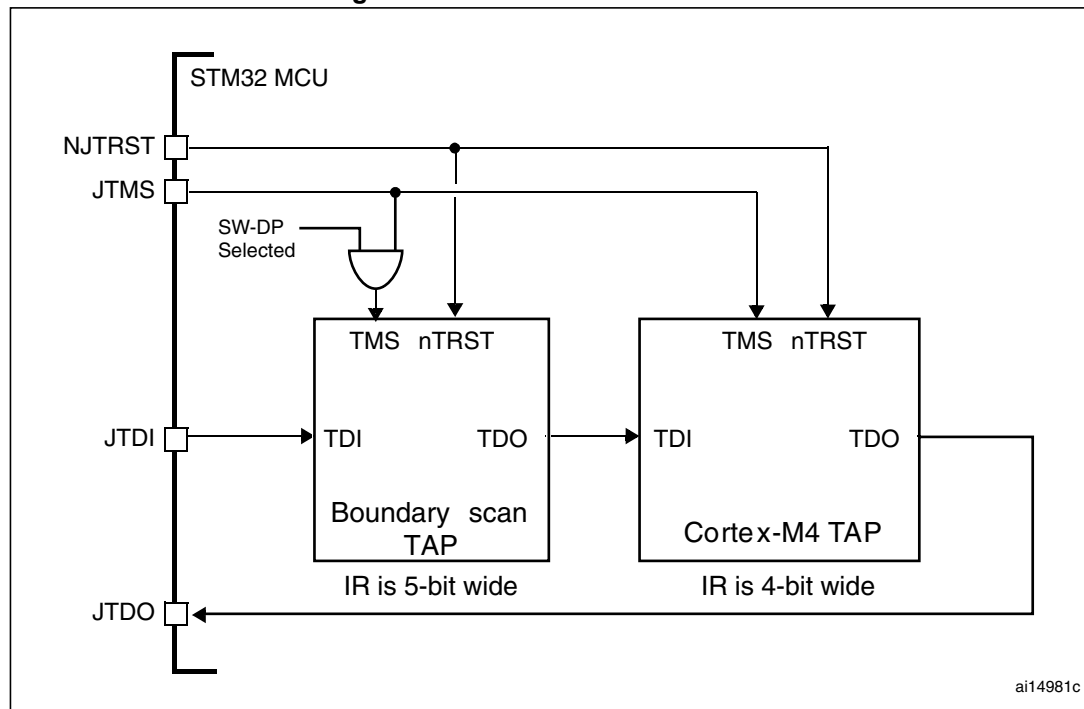 STM32 MCU
NJTRST
JTMS
SW-DP
Selected
TMS nTRST
TMS nTRST
JTDI
TDI
TDO
TDI
TDO
Boundary scan
TAP
Cortex-M4 TAP
IR is 5-bit wide
IR is 4-bit wide
JTDO
ai14981c